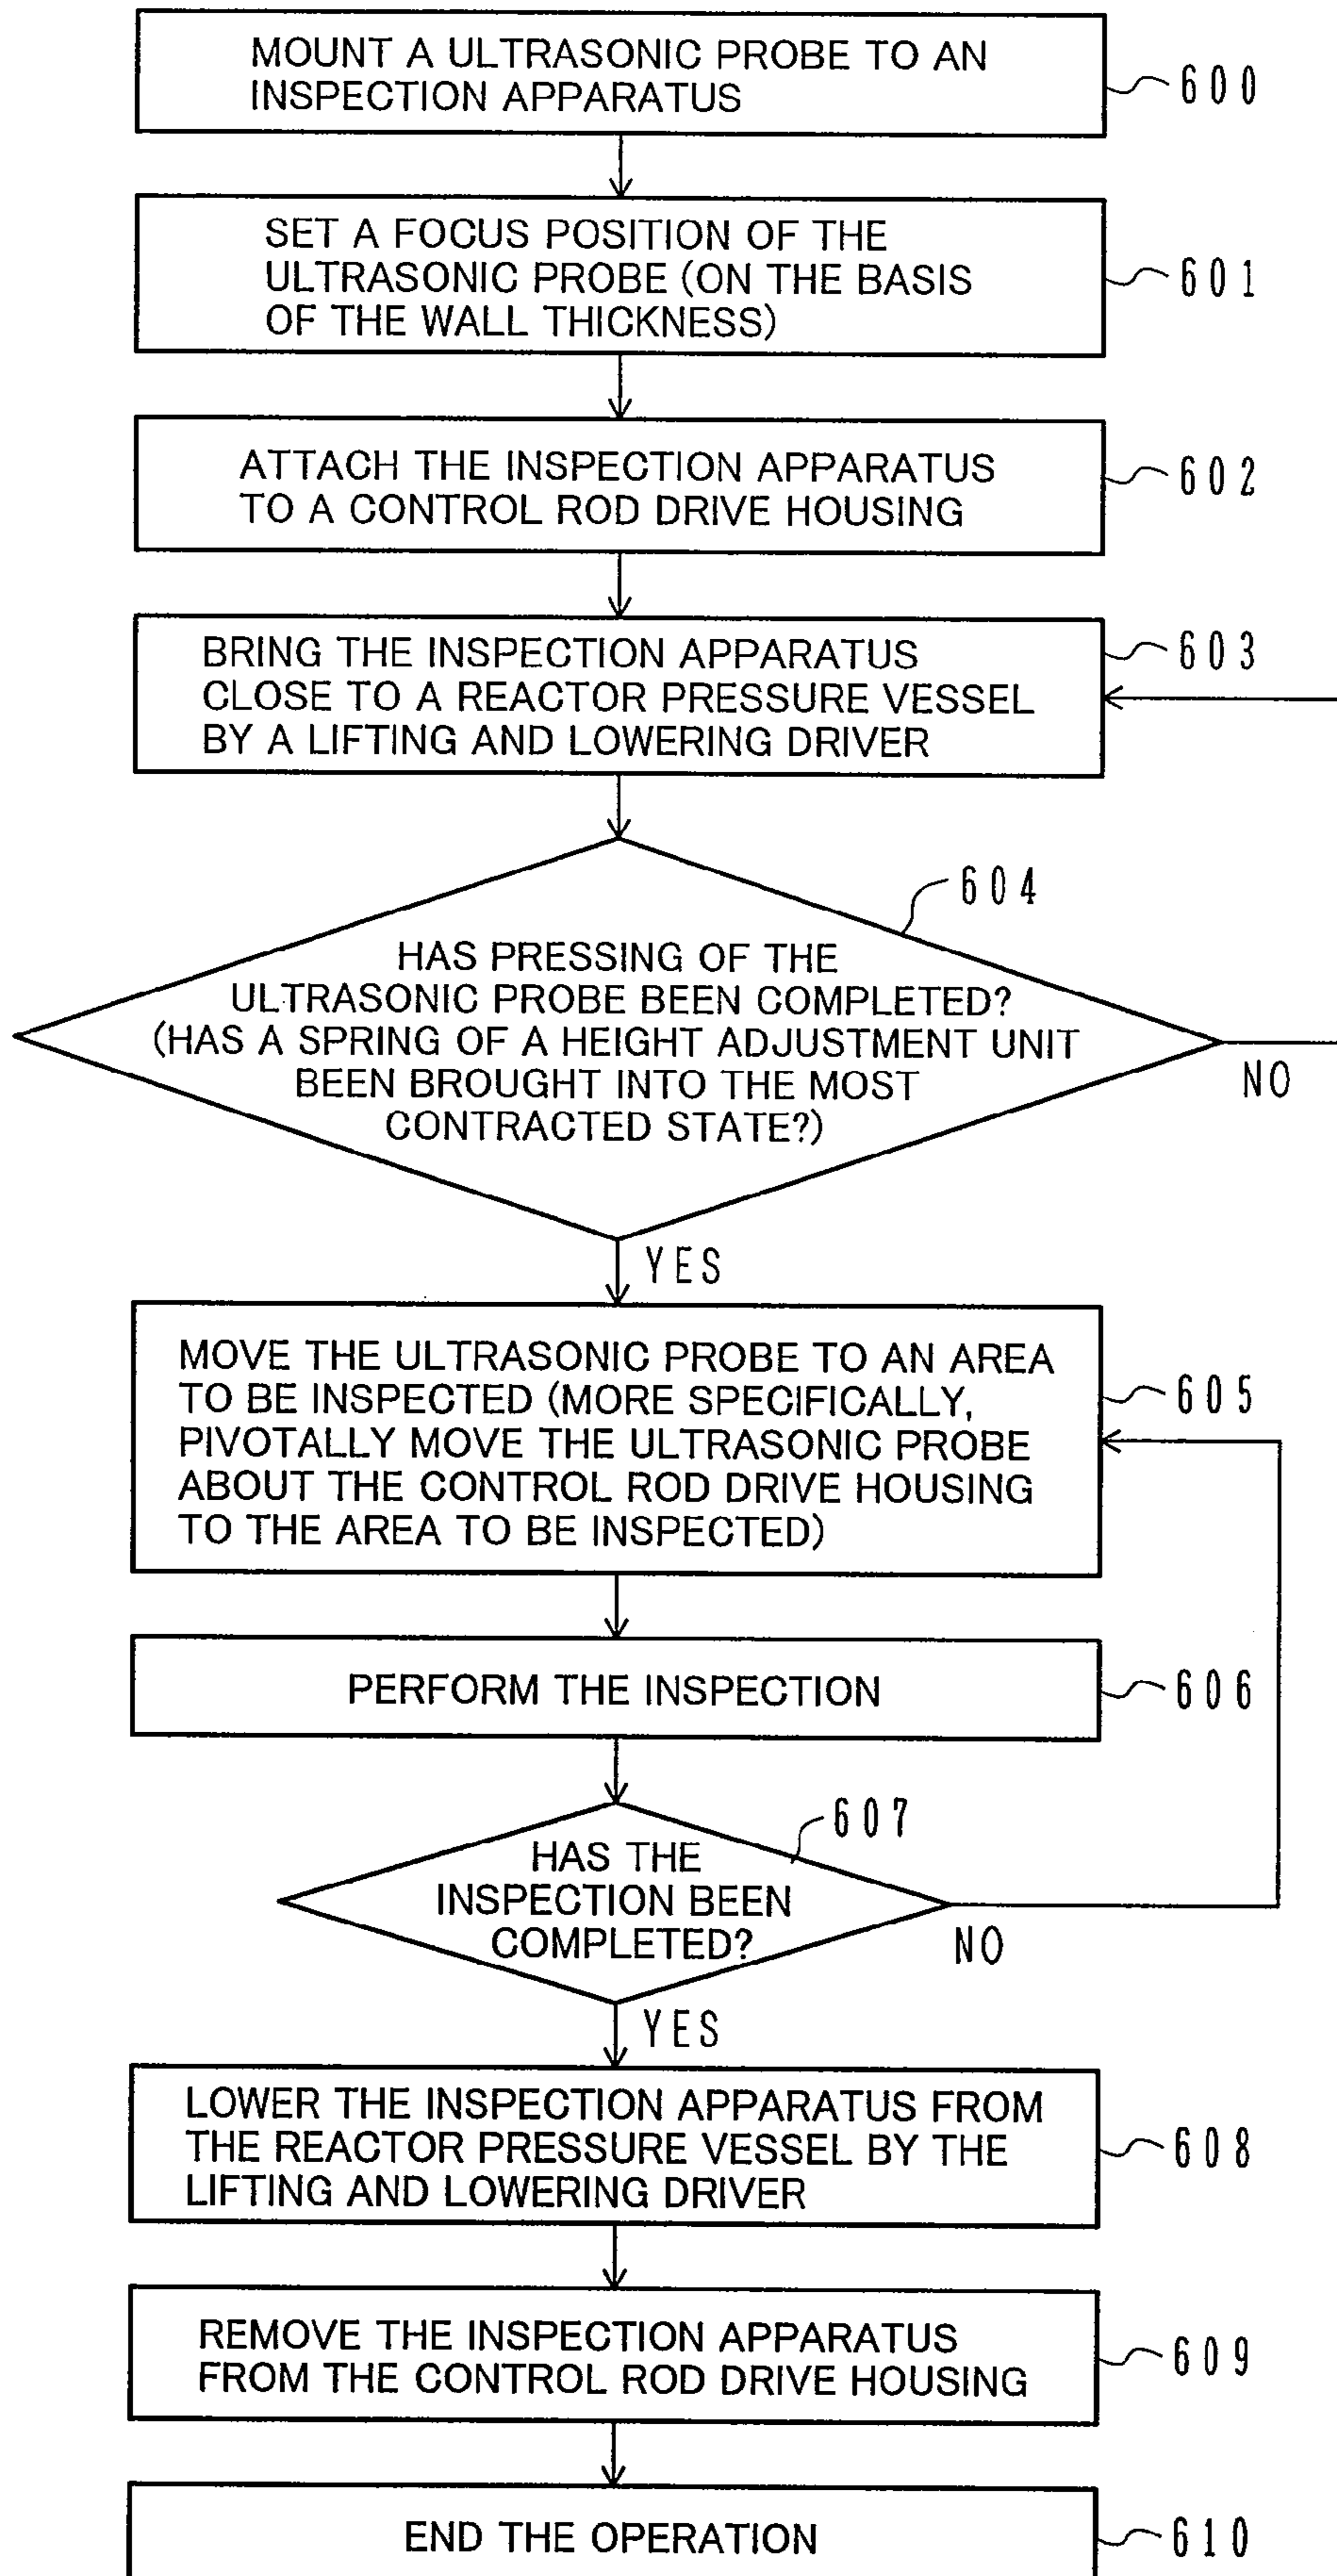 MOUNT A ULTRASONIC PROBE TO AN
INSPECTION APPARATUS
600
SET A FOCUS POSITION OF THE
ULTRASONIC PROBE (ON THE BASIS
OF THE WALL THICKNESS)
601
ATTACH THE INSPECTION APPARATUS
TO A CONTROL ROD DRIVE HOUSING
602
BRING THE INSPECTION APPARATUS
CLOSE TO A REACTOR PRESSURE VESSEL
BY A LIFTING AND LOWERING DRIVER
603
604
HAS PRESSING OF THE
ULTRASONIC PROBE BEEN COMPLETED?
(HAS A SPRING OF A HEIGHT ADJUSTMENT UNIT
BEEN BROUGHT INTO THE MOST
CONTRACTED STATE?)
NO
YES
MOVE THE ULTRASONIC PROBE TO AN AREA
TO BE INSPECTED (MORE SPECIFICALLY,
PIVOTALLY MOVE THE ULTRASONIC PROBE
ABOUT THE CONTROL ROD DRIVE HOUSING
TO THE AREA TO BE INSPECTED)
605
PERFORM THE INSPECTION
606
607
HAS THE
INSPECTION BEEN
COMPLETED?
NO
YES
LOWER THE INSPECTION APPARATUS FROM
THE REACTOR PRESSURE VESSEL BY THE
LIFTING AND LOWERING DRIVER
608
REMOVE THE INSPECTION APPARATUS
FROM THE CONTROL ROD DRIVE HOUSING
609
END THE OPERATION
610